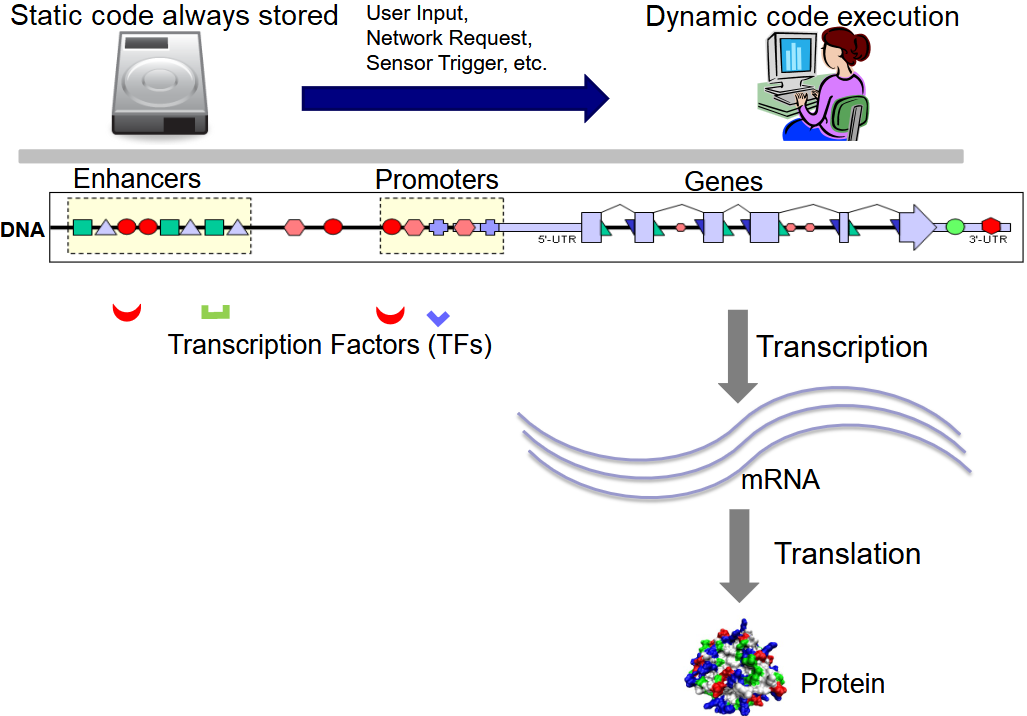 Static code always stored
User Input,
Network Request,
Sensor Trigger, etc.
Dynamic code execution
Enhancers
Promoters
Genes
DNA
5'-UTR
3'-UTR
Transcription Factors (TFs)
Transcription
mRNA
Translation
Protein